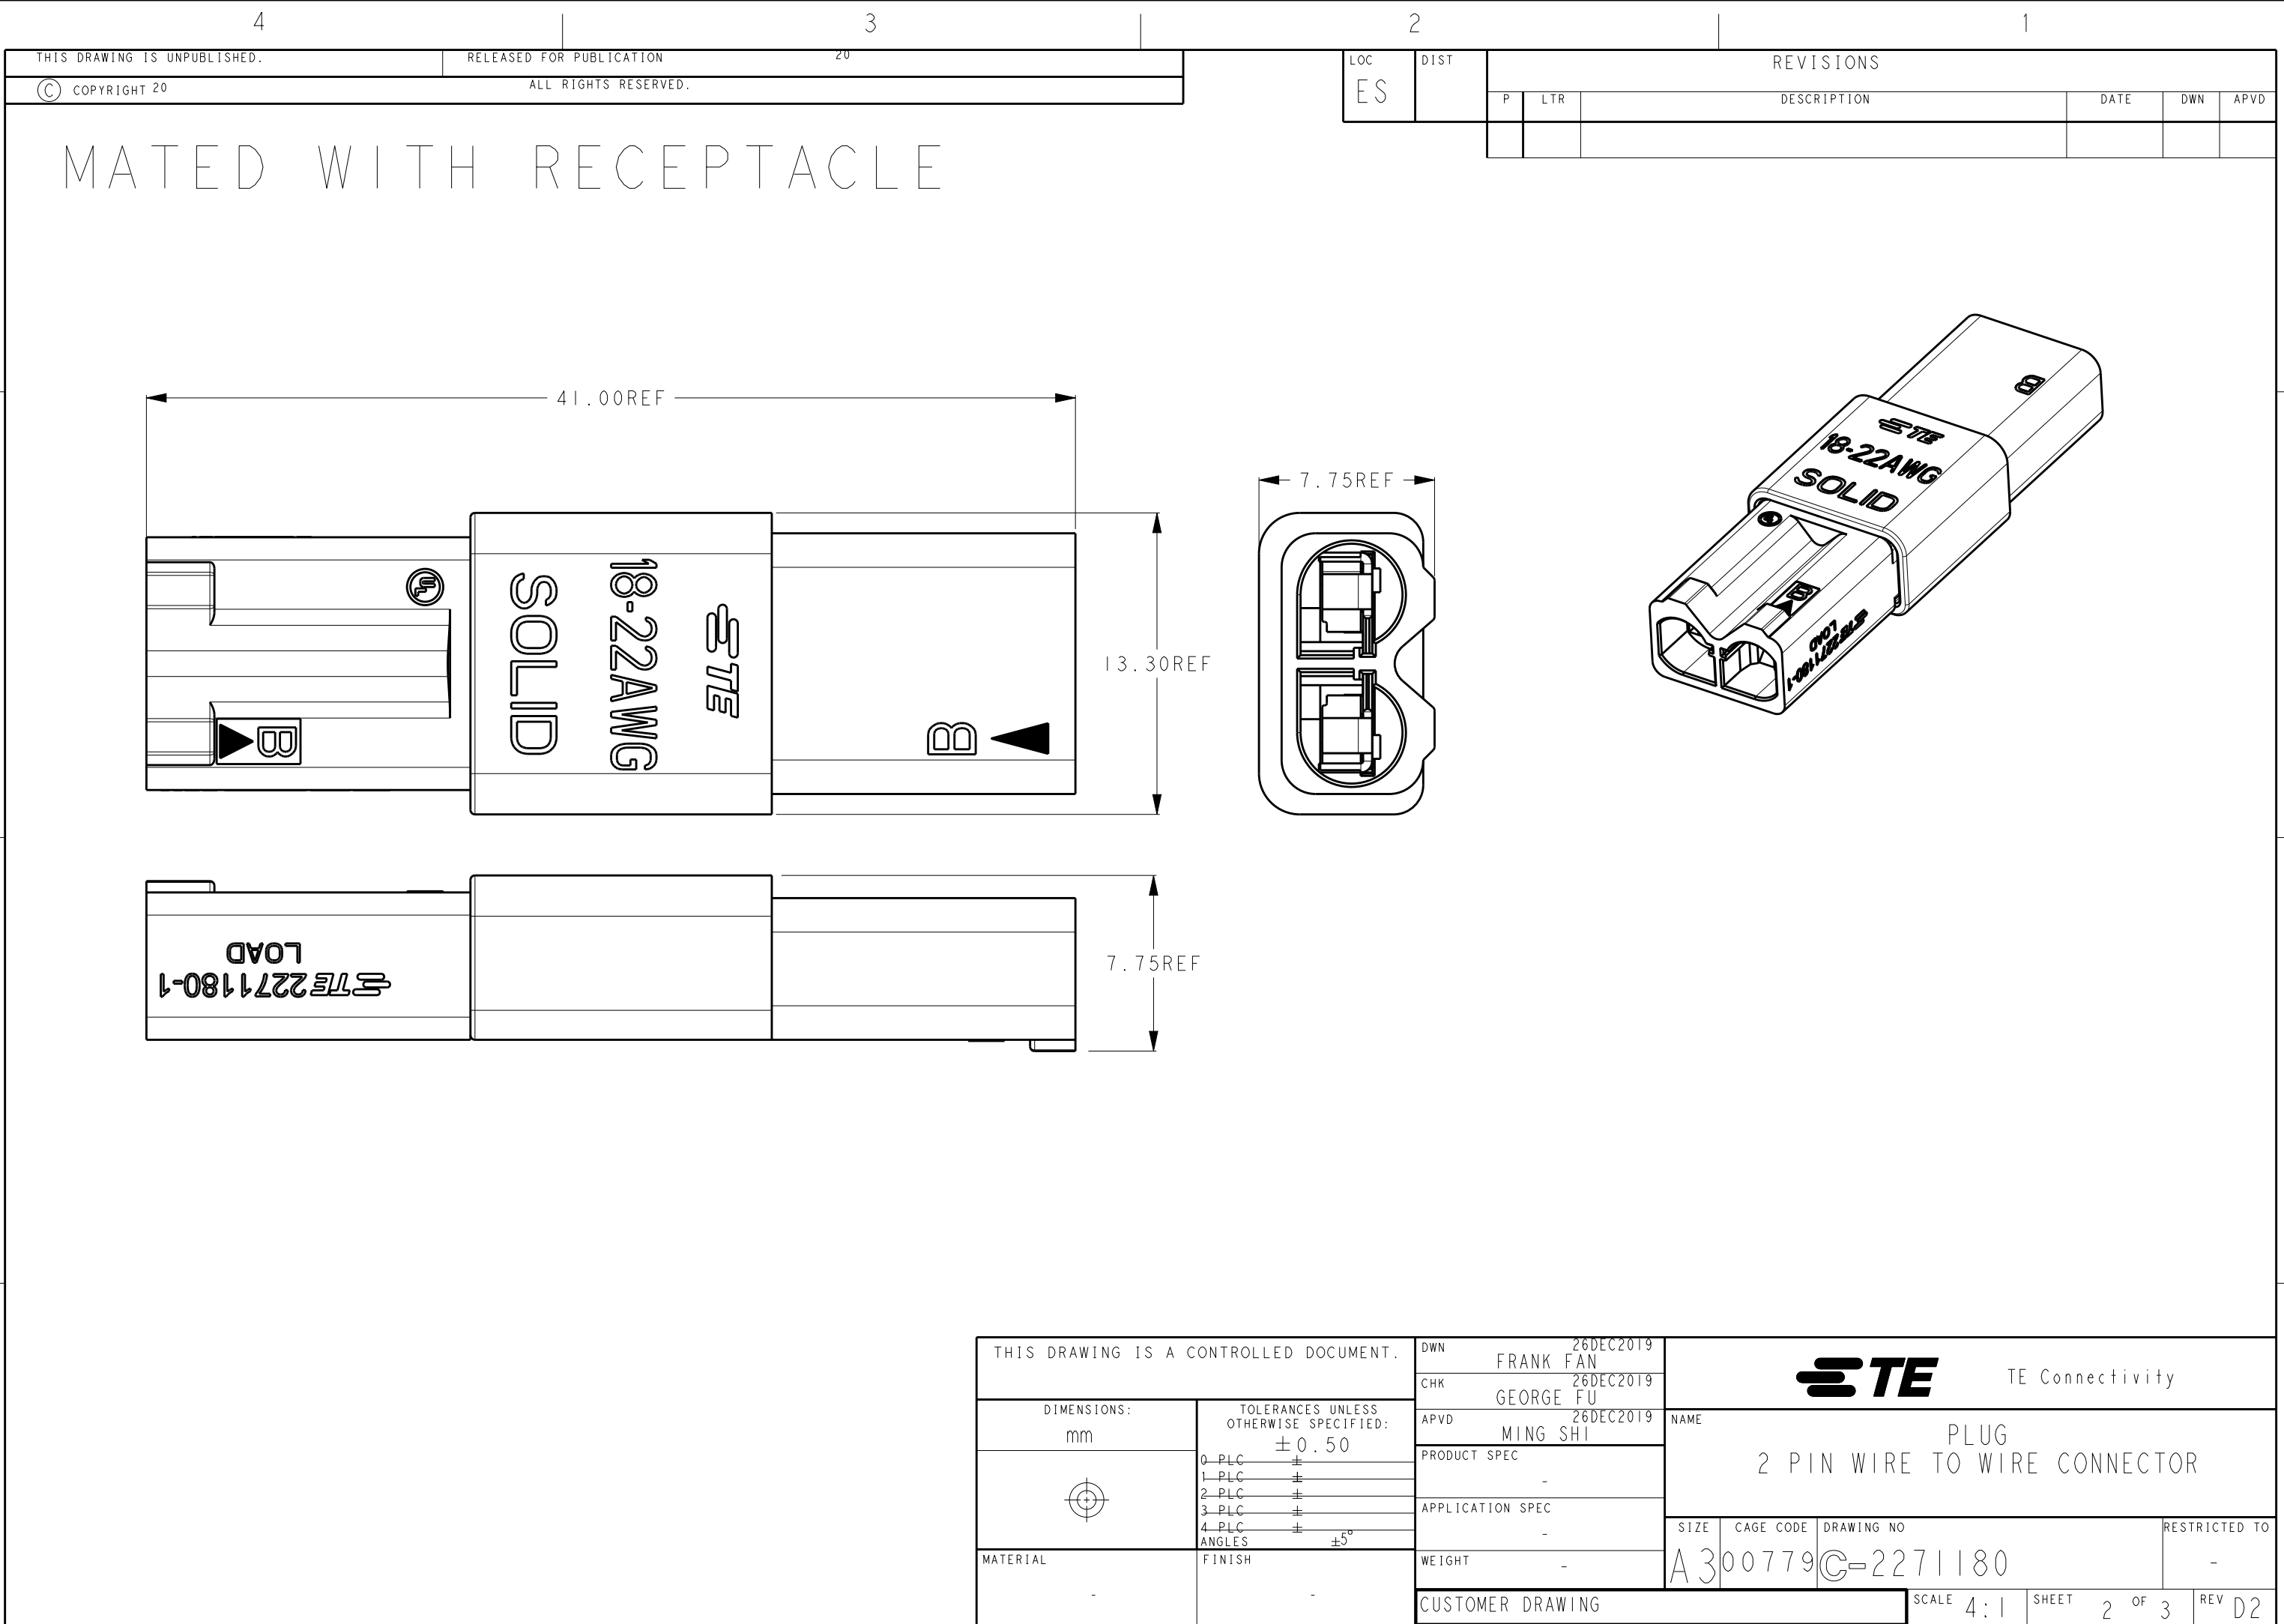 4 3 2 1
THIS DRAWING IS UNPUBLISHED. RELEASED FOR PUBLICATION 20
© COPYRIGHT 20 ALL RIGHTS RESERVED.
LOC DIST REVISIONS
ES
P LTR DESCRIPTION DATE DWN APVD
MATED WITH RECEPTACLE
41.00REF
7.75REF
13.30REF
UL
SOLID
18-22AWG
TE
B
B
B
TE
18-22AWG
SOLID
B
TE 2271180-1
LOAD
LOAD
TE 2271180-1
7.75REF
THIS DRAWING IS A CONTROLLED DOCUMENT.
DIMENSIONS:
mm
TOLERANCES UNLESS
OTHERWISE SPECIFIED:
±0.50
0 PLC ±
1 PLC ±
2 PLC ±
3 PLC ±
4 PLC ±
ANGLES ±5°
MATERIAL
-
FINISH
-
DWN 26DEC2019
FRANK FAN
CHK 26DEC2019
GEORGE FU
APVD 26DEC2019
MING SHI
PRODUCT SPEC
-
APPLICATION SPEC
-
WEIGHT -
CUSTOMER DRAWING
TE TE Connectivity
NAME
PLUG
2 PIN WIRE TO WIRE CONNECTOR
SIZE CAGE CODE DRAWING NO RESTRICTED TO
A3 00779 C-2271180 -
SCALE 4:1 SHEET 2 OF 3 REV D2